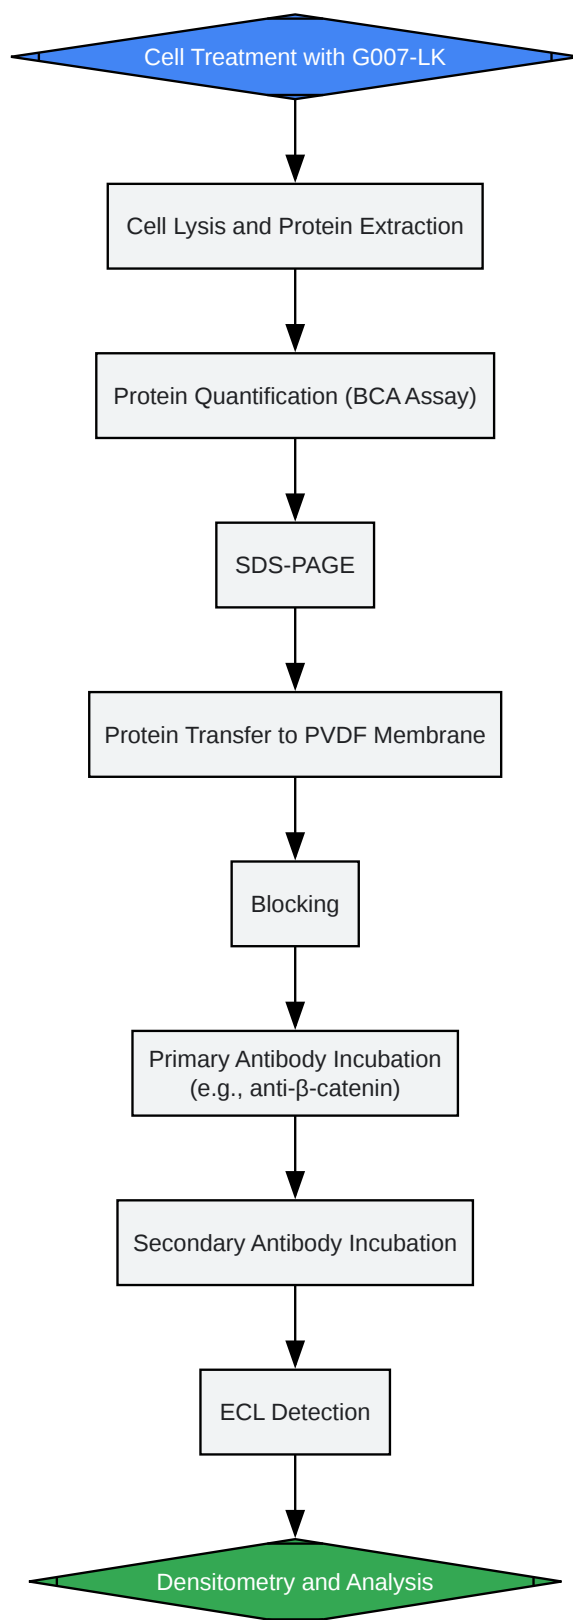 Cell Treatment with G007-LK
Cell Lysis and Protein Extraction
Protein Quantification (BCA Assay)
SDS-PAGE
Protein Transfer to PVDF Membrane
Blocking
Primary Antibody Incubation
(e.g., anti-β-catenin)
Secondary Antibody Incubation
ECL Detection
Densitometry and Analysis